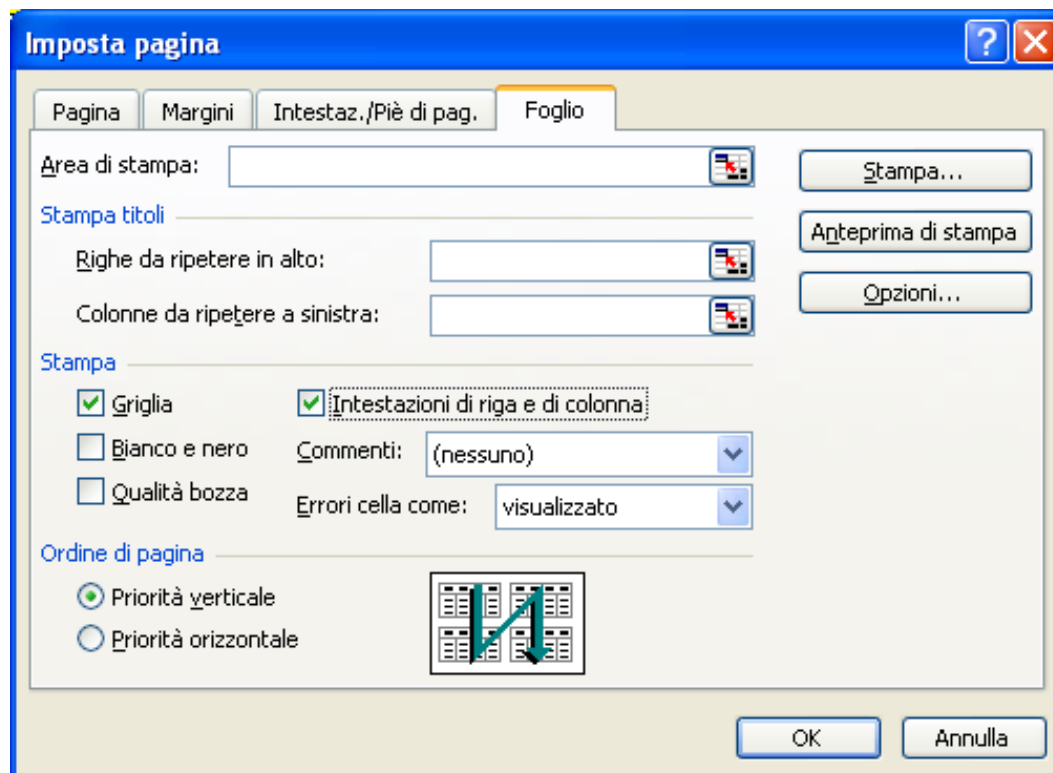 Imposta pagina
Pagina
Margini
Intestaz./Piè di pag.
Foglio
Area di stampa:
Stampa...
Stampa titoli
Anteprima di stampa
Righe da ripetere in alto:
Opzioni...
Colonne da ripetere a sinistra:
Stampa
Griglia
Intestazioni di riga e di colonna
Bianco e nero
Commenti:
(nessuno)
Qualità bozza
Errori cella come:
visualizzato
Ordine di pagina
Priorità verticale
Priorità orizzontale
OK
Annulla